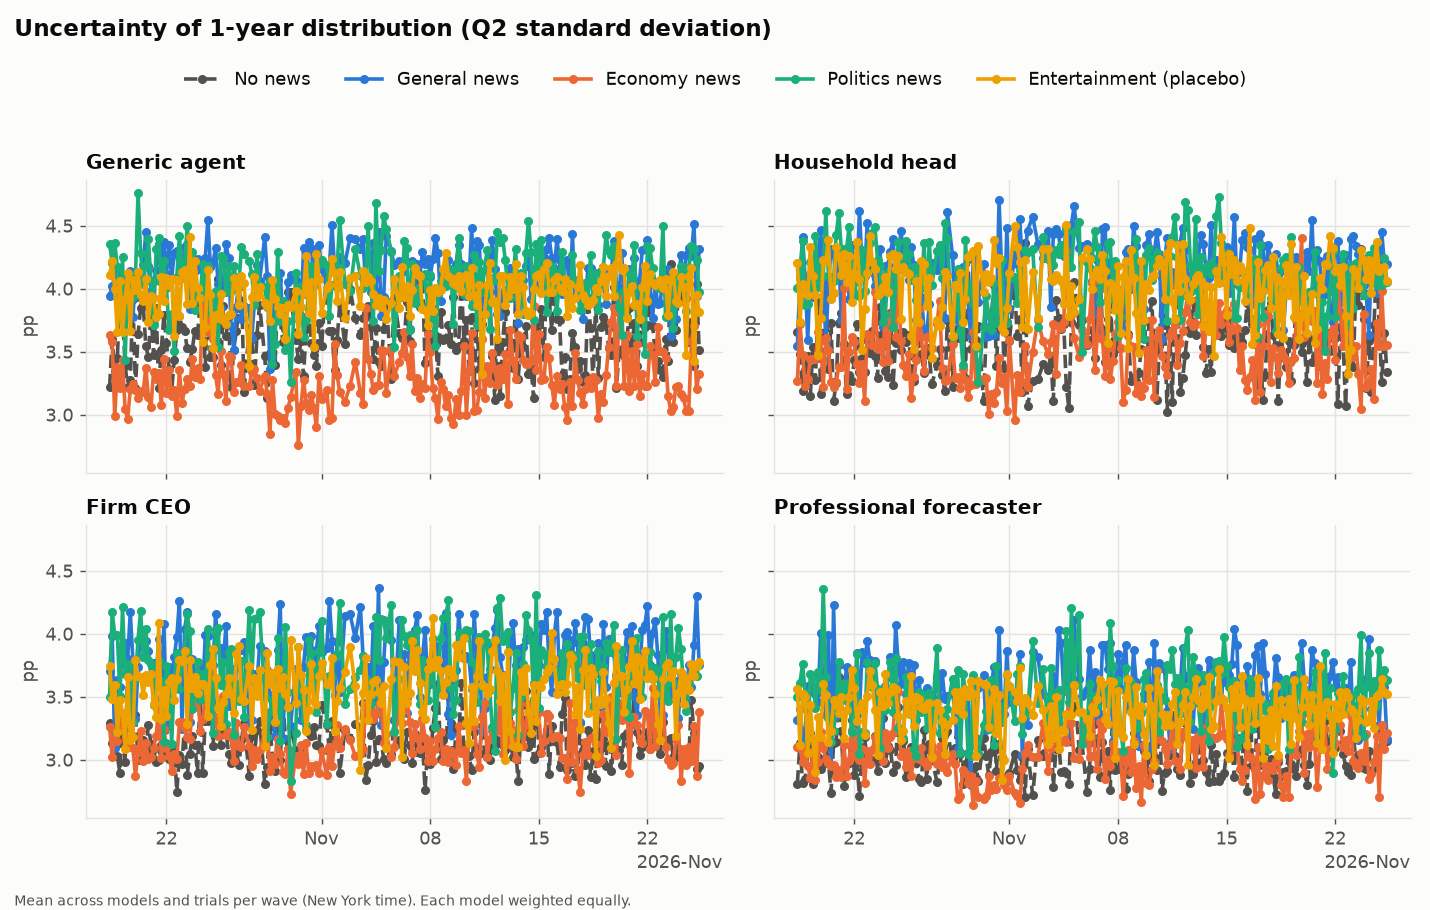 Uncertainty of 1-year distribution (Q2 standard deviation)
No news General news Economy news Politics news Entertainment (placebo)
Generic agent Household head
4.5
4.0
3.5
3.0
pp pp
Firm CEO Professional forecaster
4.5
4.0
3.5
3.0
pp pp
22 Nov 08 15 22 22 Nov 08 15 22
2026-Nov 2026-Nov
Mean across models and trials per wave (New York time). Each model weighted equally.